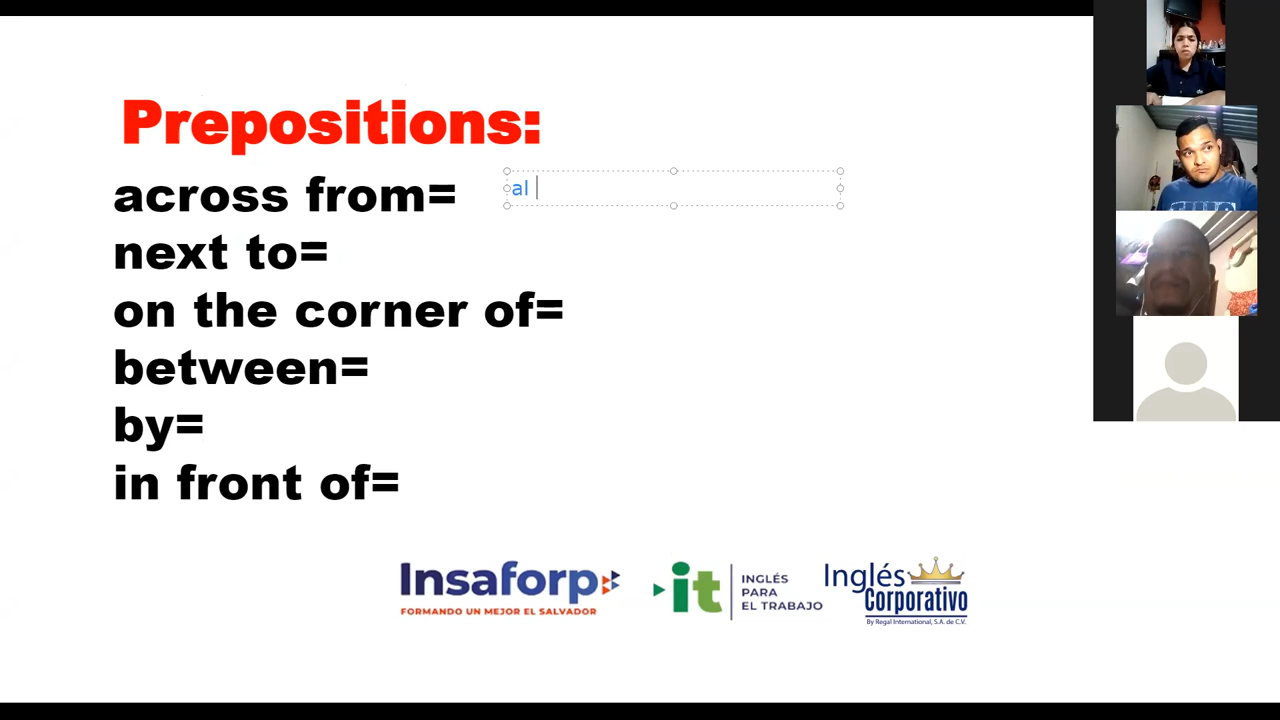 Prepositions:
across from=
al
next to=
on the corner of=
between=
by=
in front of=
Insaforp
FORMANDO UN MEJOR EL SALVADOR
it
INGLÉS
PARA
EL TRABAJO
Inglés
Corporativo
By Regal International, S.A. de C.V.